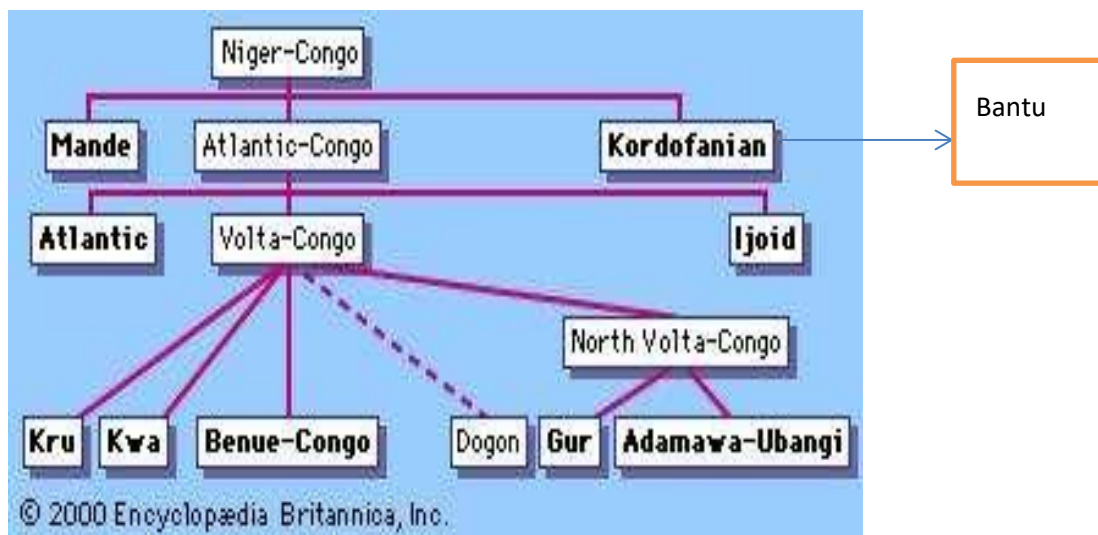 Niger-Congo
Bantu
Mande
Atlantic-Congo
Kordofanian
Atlantic
Volta-Congo
Ijoid
North Volta-Congo
Kru
Kwa
Benue-Congo
Dogon
Gur
Adamawa-Ubangi
© 2000 Encyclopædia Britannica, Inc.